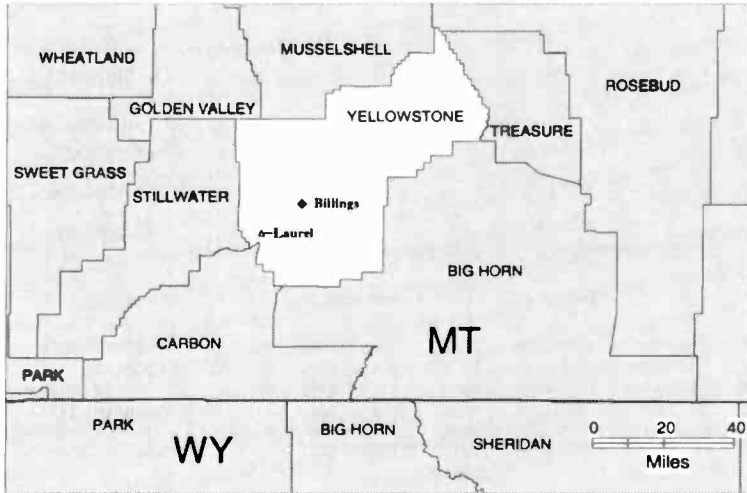 WHEATLAND
MUSSELSHELL
ROSEBUD
GOLDEN VALLEY
YELLOWSTONE
TREASURE
SWEET GRASS
STILLWATER
Billings
Laurel
BIG HORN
CARBON
MT
PARK
PARK
WY
BIG HORN
SHERIDAN
0 20 40
Miles